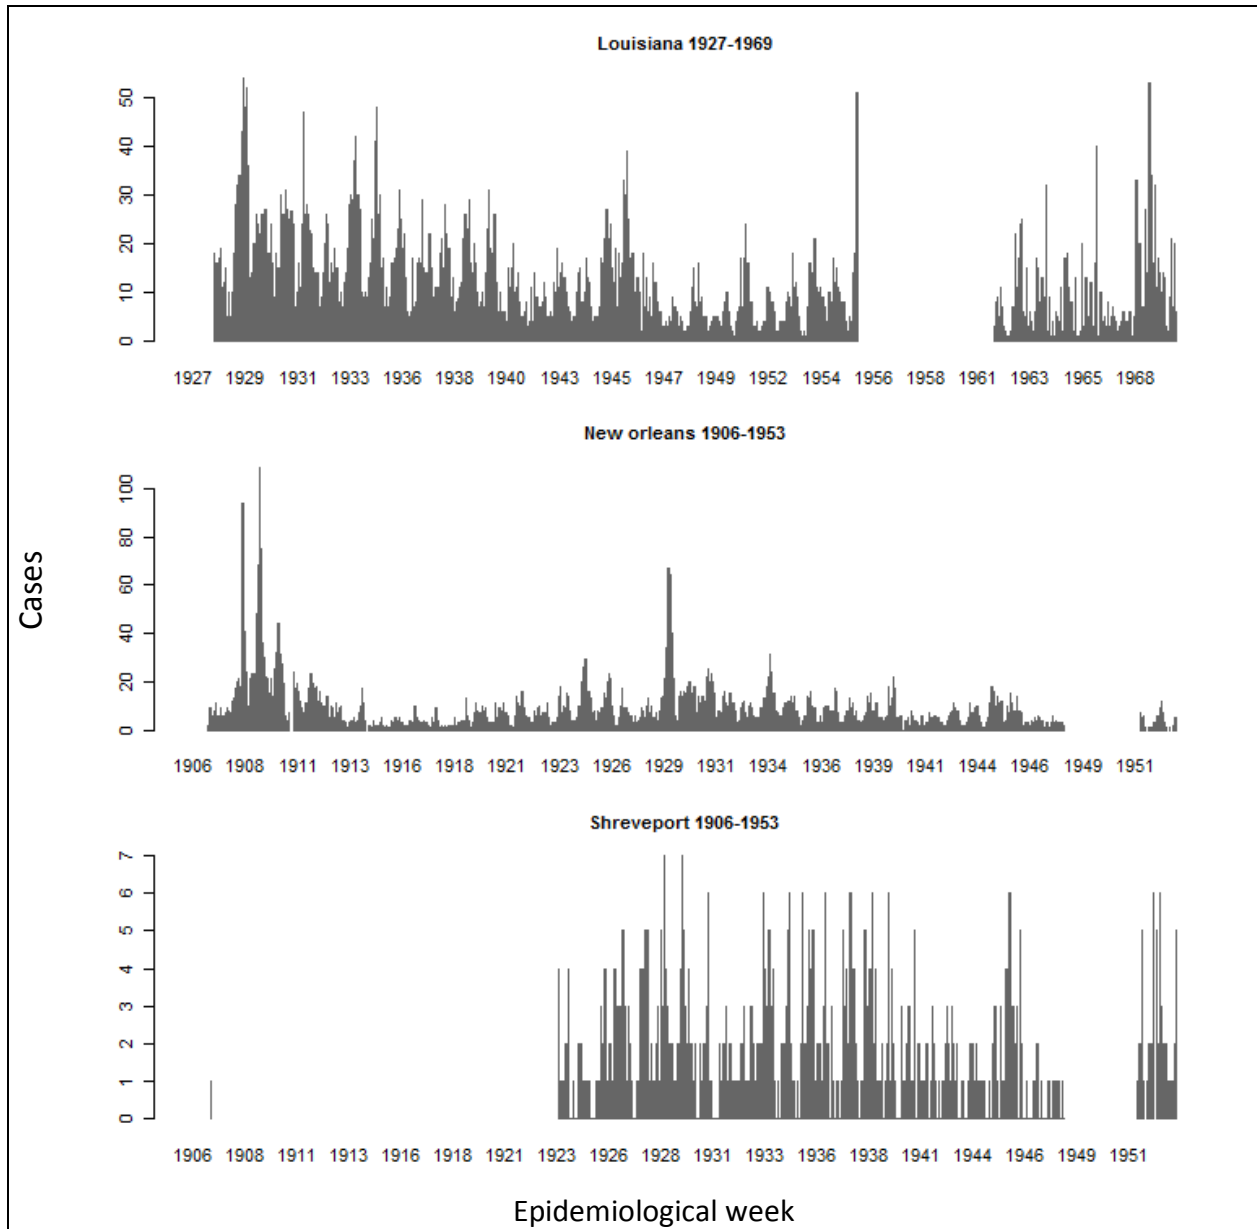 Louisiana 1927-1969
50
40
30
20
10
0
1927 1929 1931 1933 1936 1938 1940 1943 1945 1947 1949 1952 1954 1956 1958 1961 1963 1965 1968
New orleans 1906-1953
100
80
60
40
20
0
1906 1908 1911 1913 1916 1918 1921 1923 1926 1929 1931 1934 1936 1939 1941 1944 1946 1949 1951
Cases
Shreveport 1906-1953
7
6
5
4
3
2
1
0
1906 1908 1911 1913 1916 1918 1921 1923 1926 1928 1931 1933 1936 1938 1941 1944 1946 1949 1951
Epidemiological week